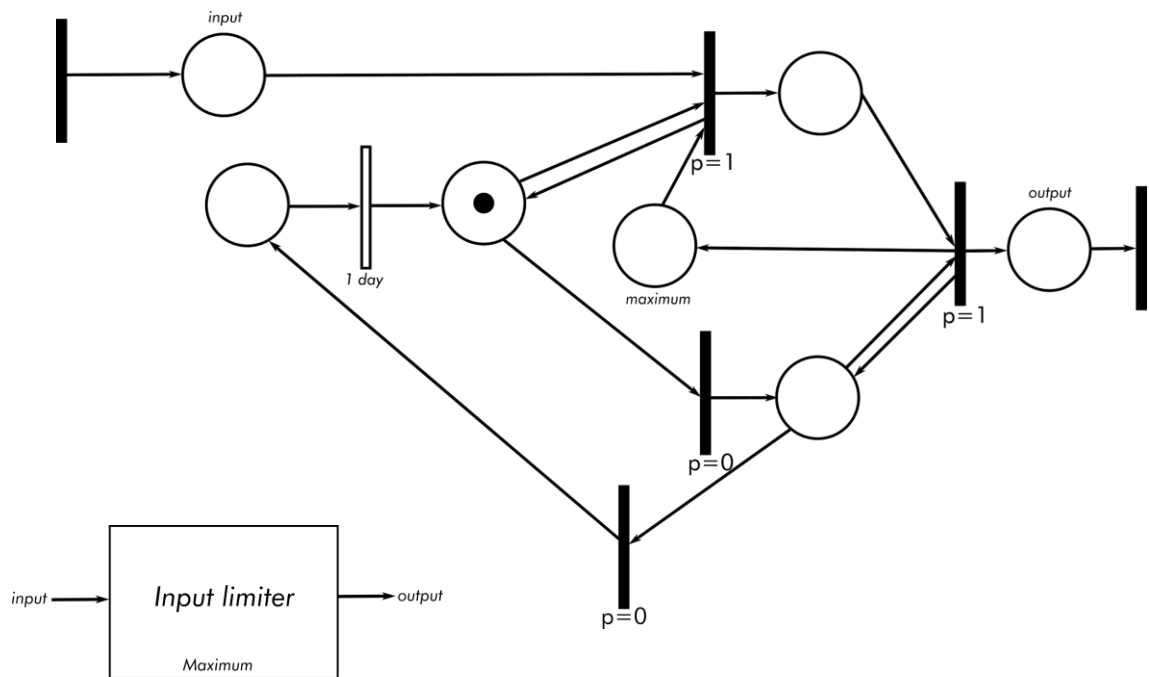 input
p=1
output
1 day
maximum
p=1
p=0
input
Input limiter
output
p=0
Maximum